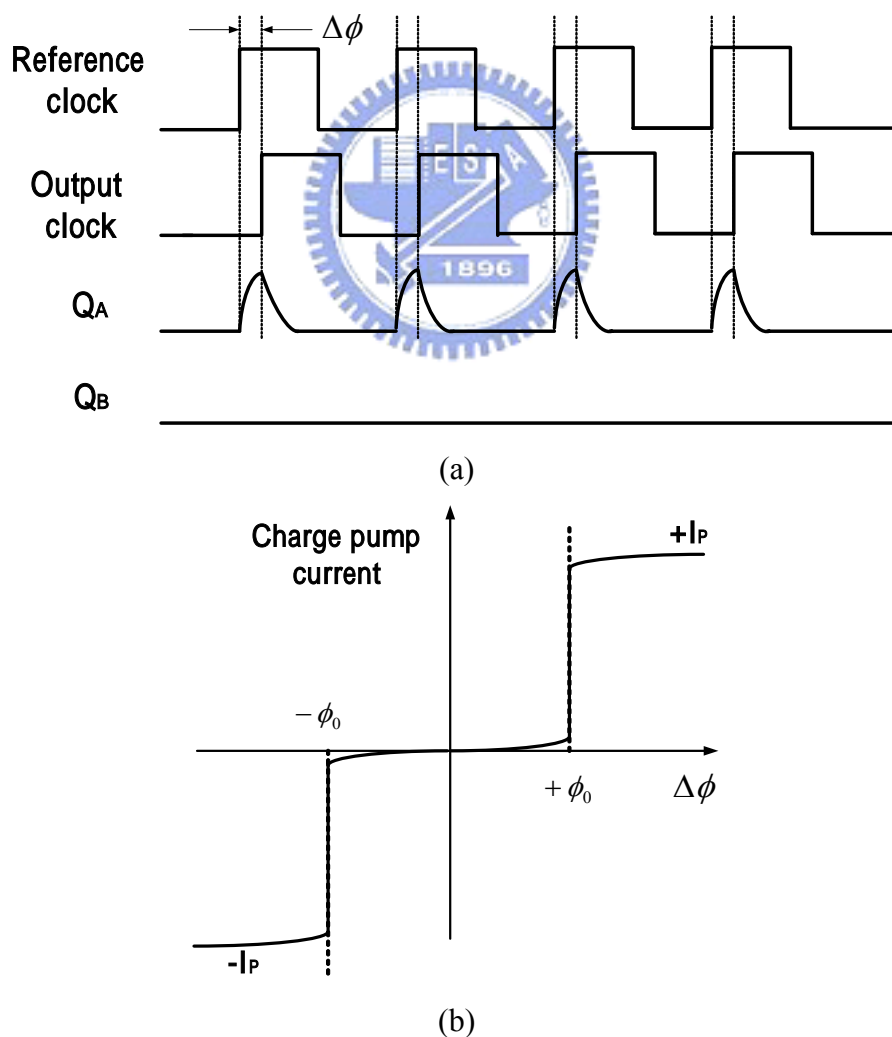 Δϕ
Reference
clock
Output
clock
E S A
1896
QA
QB
(a)
Charge pump
current
+IP
−ϕ0
+ϕ0
Δϕ
-IP
(b)